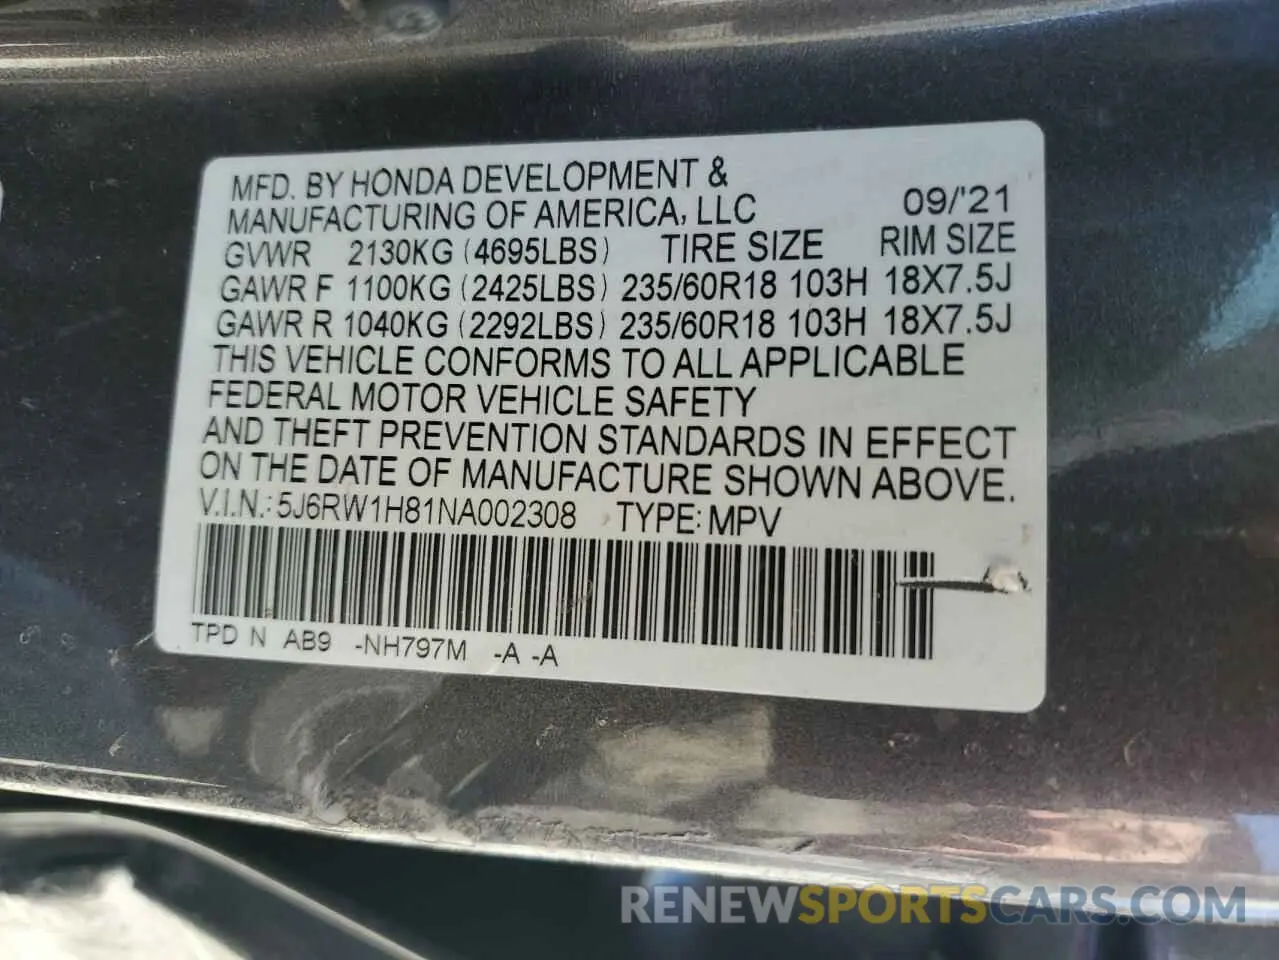 MFD. BY HONDA DEVELOPMENT &
MANUFACTURING OF AMERICA, LLC 09/'21
GVWR 2130KG (4695LBS) TIRE SIZE RIM SIZE
GAWR F 1100KG (2425LBS) 235/60R18 103H 18X7.5J
GAWR R 1040KG (2292LBS) 235/60R18 103H 18X7.5J
THIS VEHICLE CONFORMS TO ALL APPLICABLE
FEDERAL MOTOR VEHICLE SAFETY
AND THEFT PREVENTION STANDARDS IN EFFECT
ON THE DATE OF MANUFACTURE SHOWN ABOVE.
V.I.N.: 5J6RW1H81NA002308 TYPE: MPV
TPD N AB9 -NH797M -A -A
RENEWSPORTSCARS.COM